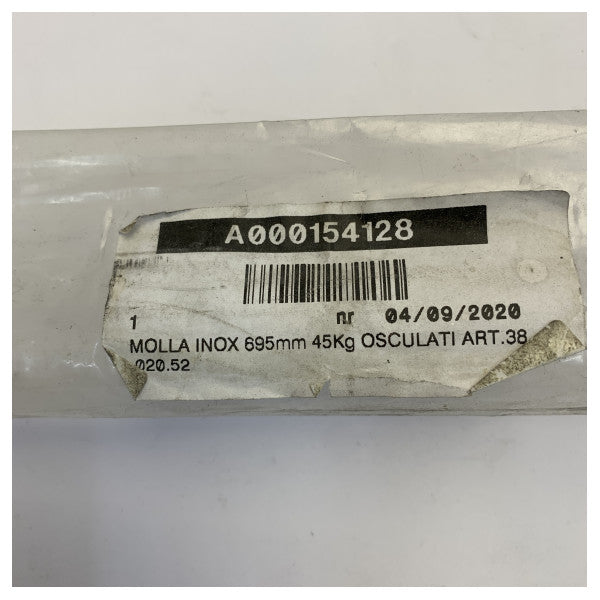 A000154128
1 nr 04/09/2020
MOLLA INOX 695mm 45Kg OSCULATI ART.38
.020.52